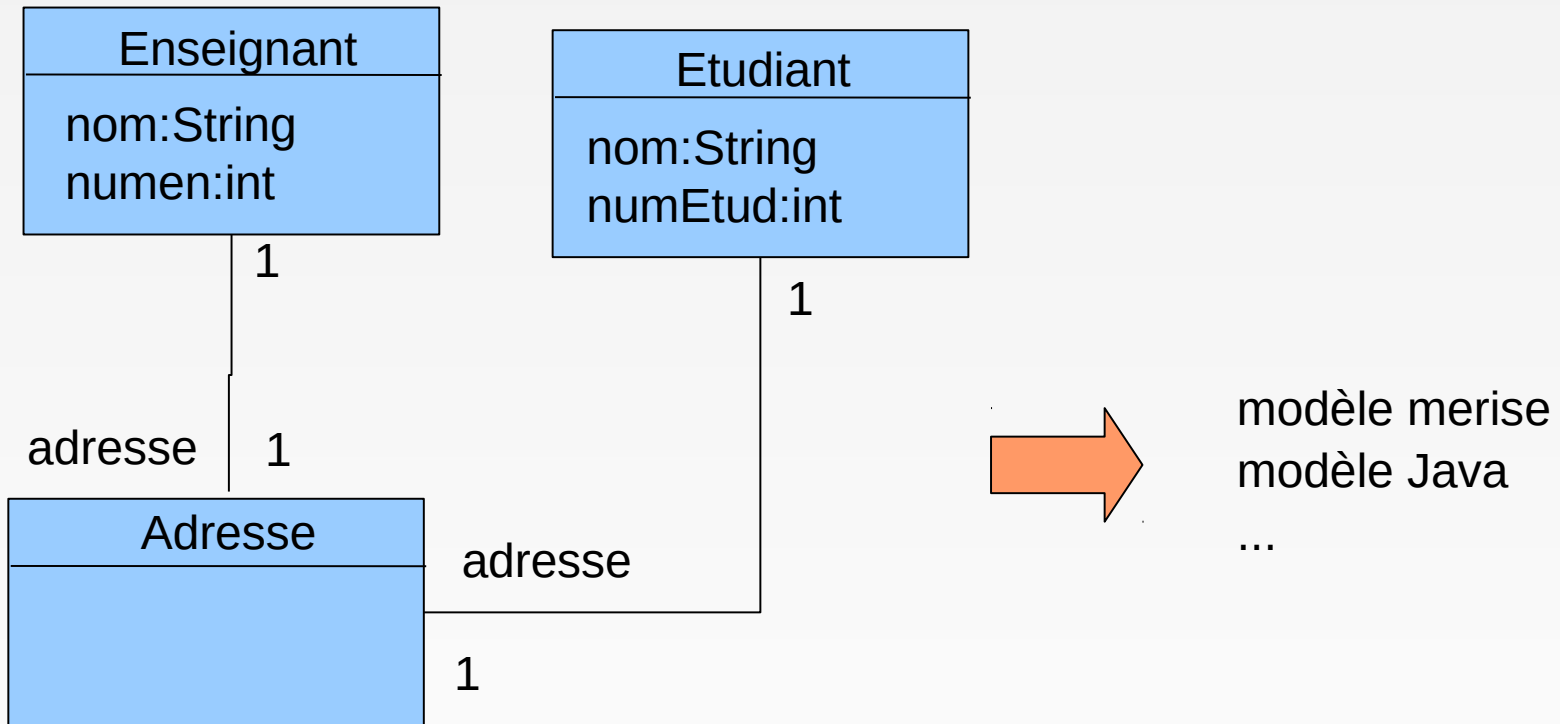 Enseignant
nom:String
numen:int
1
adresse
1
Adresse
Etudiant
nom:String
numEtud:int
1
adresse
1
modèle merise
modèle Java
...